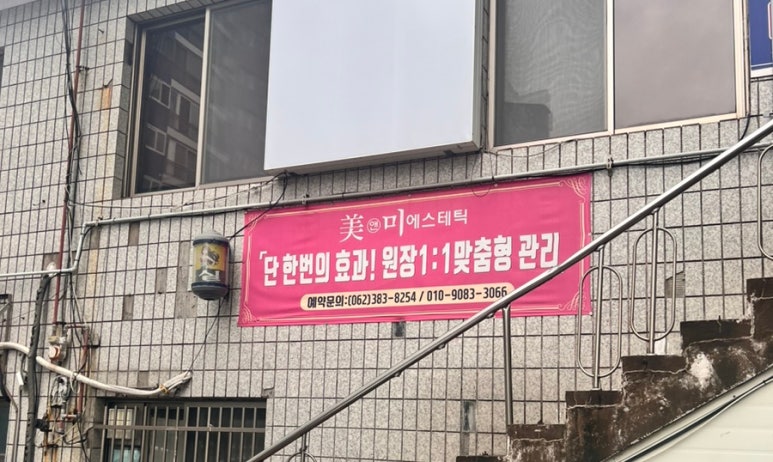 美앤미에스테틱
「단 한번의 효과! 원장1:1맞춤형 관리
예약문의:(062)383-8254 / 010-9083-3066